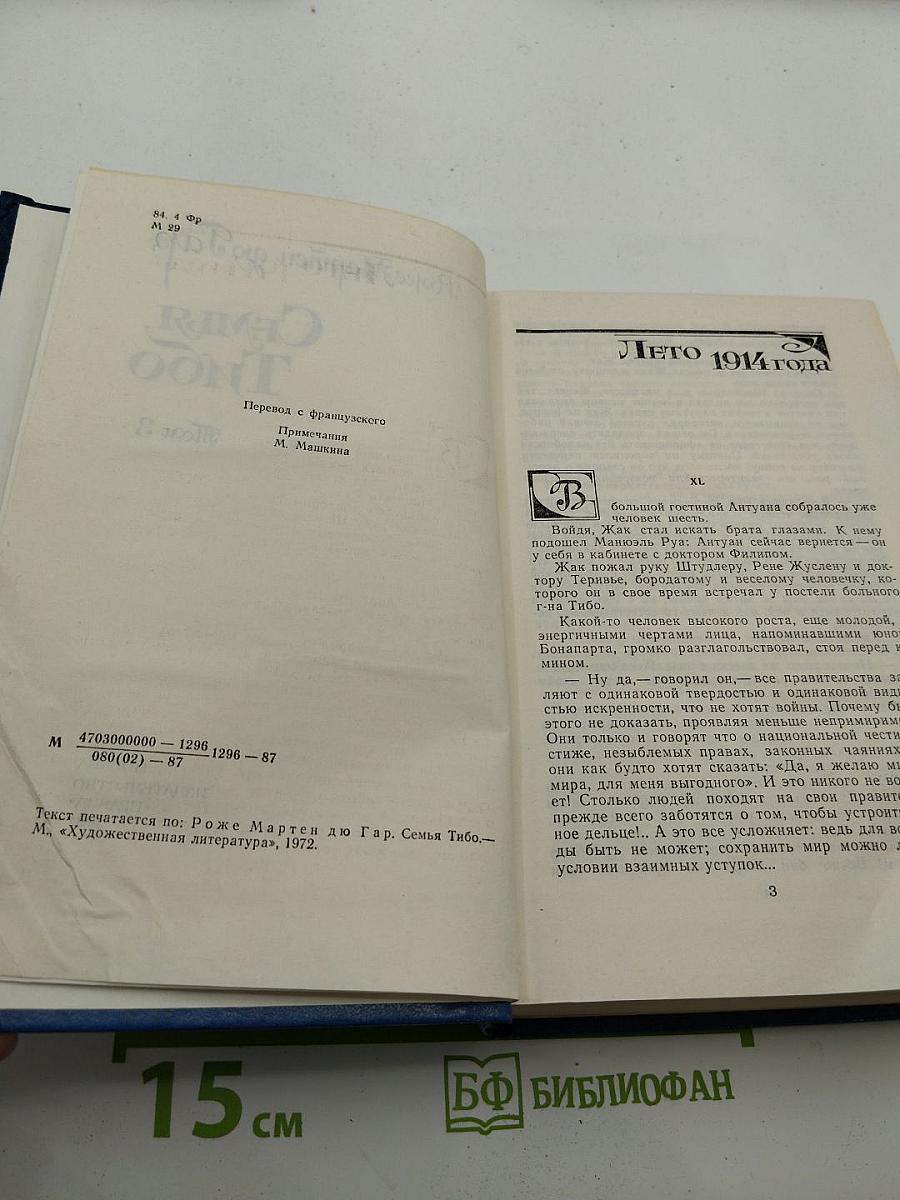 84. 4 Фр
М 29
Семья
Тибо
Том 3
Перевод с французского
Примечания
М. Машкина
М 4703000000 — 1296
080(02) — 87
1296 — 87
Текст печатается по: Роже Мартен дю Гар. Семья Тибо.—
М., «Художественная литература», 1972.
Лето 1914 года
XL
В большой гостиной Антуана собралось уже
человек шесть.
Войдя, Жак стал искать брата глазами. К нему
подошел Манюэль Руа: Антуан сейчас вернется — он
у себя в кабинете с доктором Филипом.
Жак пожал руку Штудлеру, Рене Жуслену и док-
тору Теривье, бородатому и веселому человечку, ко-
торого он в свое время встречал у постели больного
г-на Тибо.
Какой-то человек высокого роста, еще молодой,
энергичными чертами лица, напоминавшими юно
Бонапарта, громко разглагольствовал, стоя перед к
мином.
— Ну да,— говорил он,— все правительства за
ляют с одинаковой твердостью и одинаковой види
стью искренности, что не хотят войны. Почему бы
этого не доказать, проявляя меньше непримиримо
Они только и говорят что о национальной чести
стиже, незыблемых правах, законных чаяниях
они как будто хотят сказать: «Да, я желаю ми
мира, для меня выгодного». И это никого не во
ет! Столько людей походят на свои правите
прежде всего заботятся о том, чтобы устроить
ное дельце!.. А это все усложняет: ведь для во
ды быть не может; сохранить мир можно л
условии взаимных уступок...
3
15 см
БФ БИБЛИОФАН